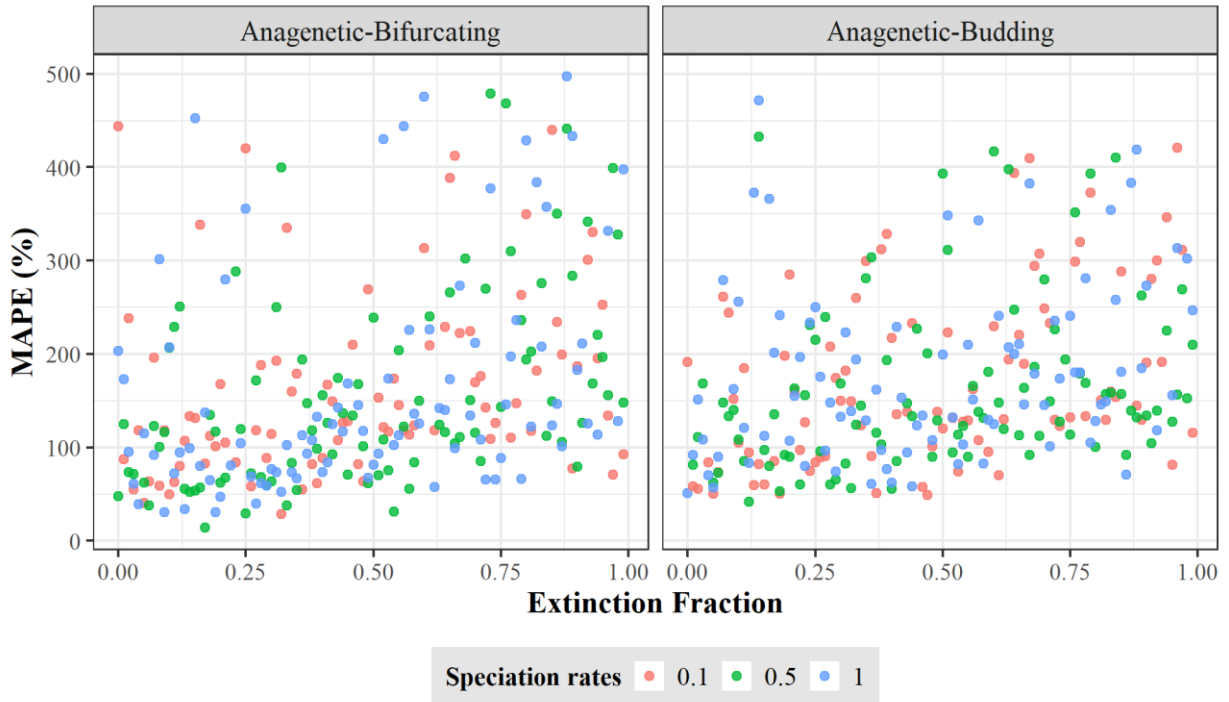 Anagenetic-Bifurcating Anagenetic-Budding
500
400
300
200
100
0
MAPE (%)
0.00 0.25 0.50 0.75 1.00 0.00 0.25 0.50 0.75 1.00
Extinction Fraction
Speciation rates 0.1 0.5 1